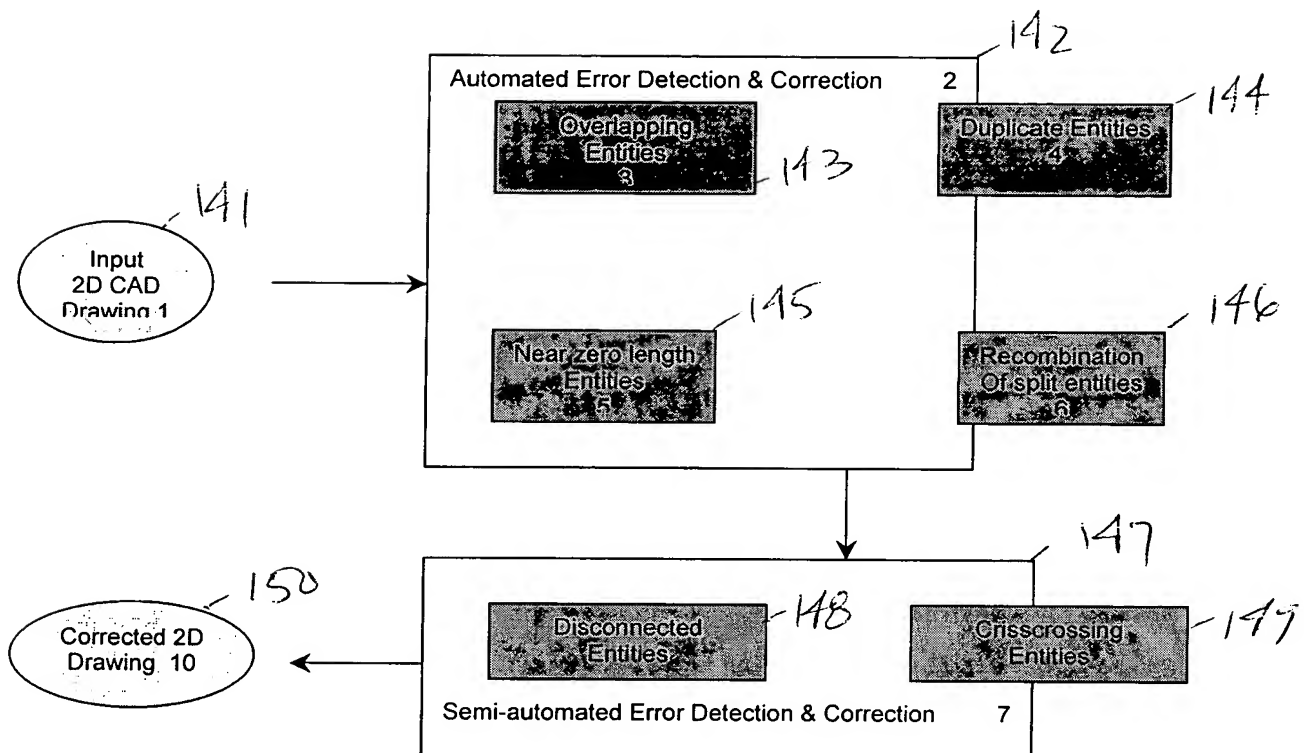 142
Automated Error Detection & Correction 2
144
Overlapping
Entities
3
143
Duplicate Entities
4
141
Input
2D CAD
Drawing 1
145
Near zero length
Entities
5
146
Recombination
Of split entities
6
147
150
Corrected 2D
Drawing 10
Disconnected
Entities
148
Crisscrossing
Entities
149
Semi-automated Error Detection & Correction 7